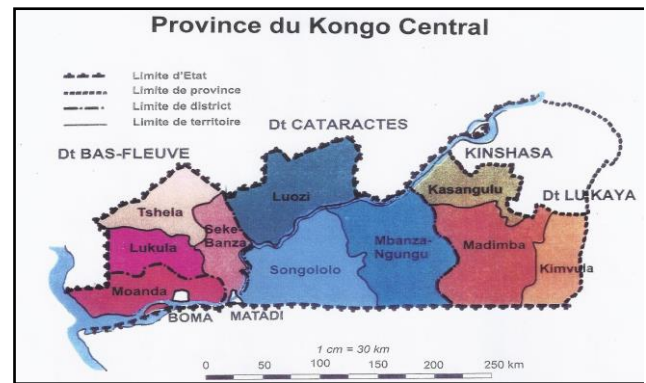 Province du Kongo Central
Limite d'Etat
Limite de province
Limite de district
Limite de territoire
Dt CATARACTES
KINSHASA
Dt BAS-FLEUVE
Kasangulu
Dt LUKAYA
Luozi
Tshela
Seke-
Banza
Lukula
Mbanza-
Ngungu
Madimba
Songololo
Kimvula
Moanda
BOMA
MATADI
1 cm = 30 km
0 50 100 150 200 250 km